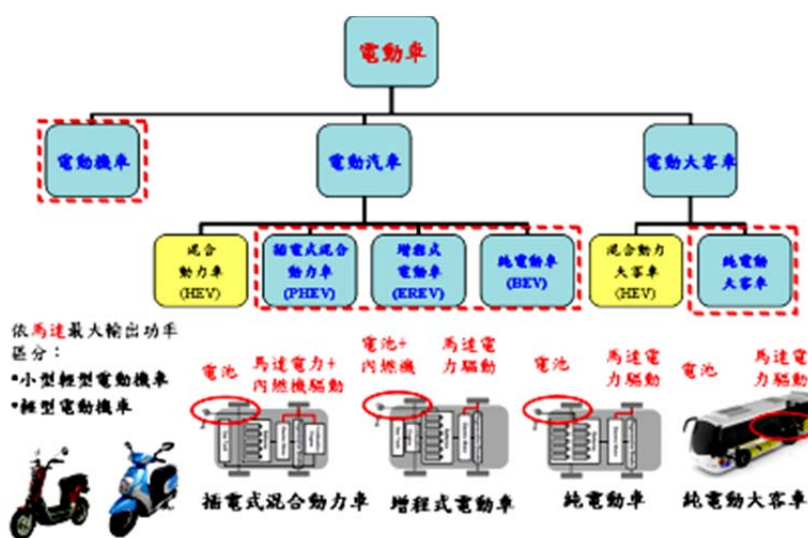 電動車
電動機車
電動汽車
電動大客車
混合
動力車
(HEV)
插電式混合
動力車
(PHEV)
增程式
電動車
(EREV)
純電動車
(BEV)
混合動力
大客車
(HEV)
純電動
大客車
依馬達最大輸出功率
區分：
•小型輕型電動機車
•輕型電動機車
電池
馬達電力+
內燃機驅動
電池+
內燃機
馬達電
力驅動
電池
馬達電
力驅動
電池
馬達電
力驅動
插電式混合動力車
增程式電動車
純電動車
純電動大客車